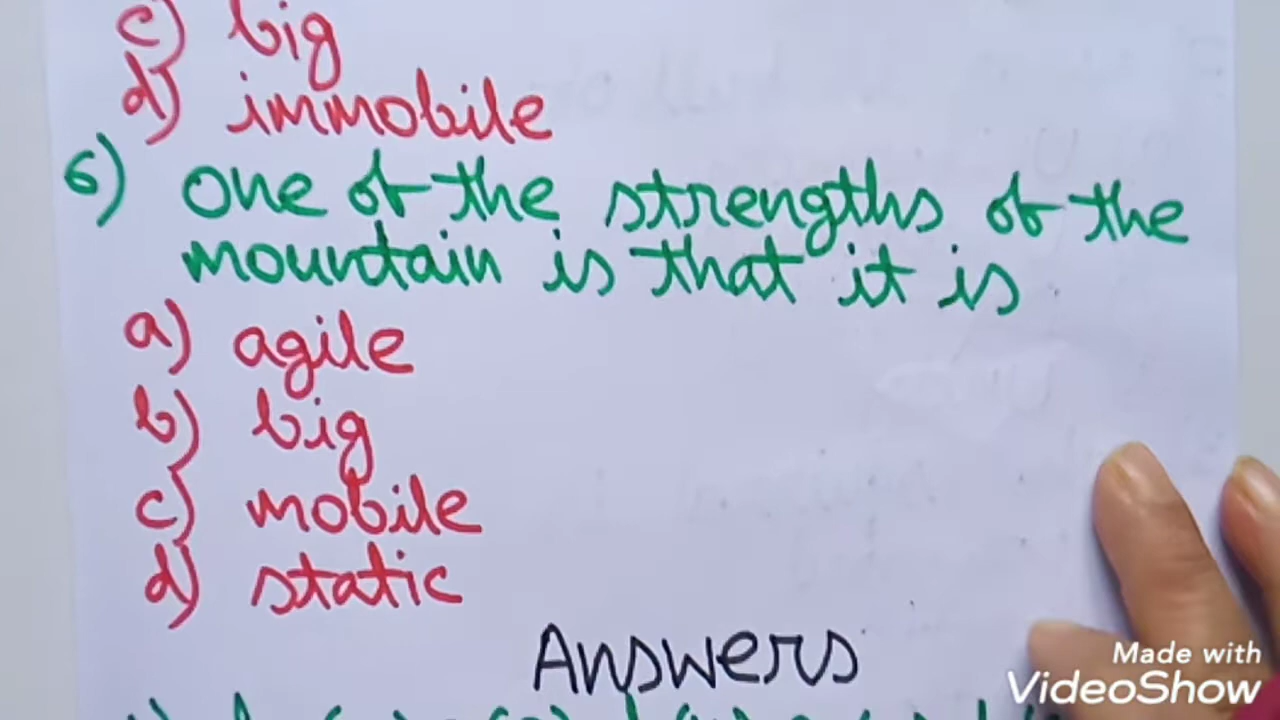 c) big
d) immobile
6) One of the strengths of the
mountain is that it is
a) agile
b) big
c) mobile
d) static
Answers
Made with
VideoShow